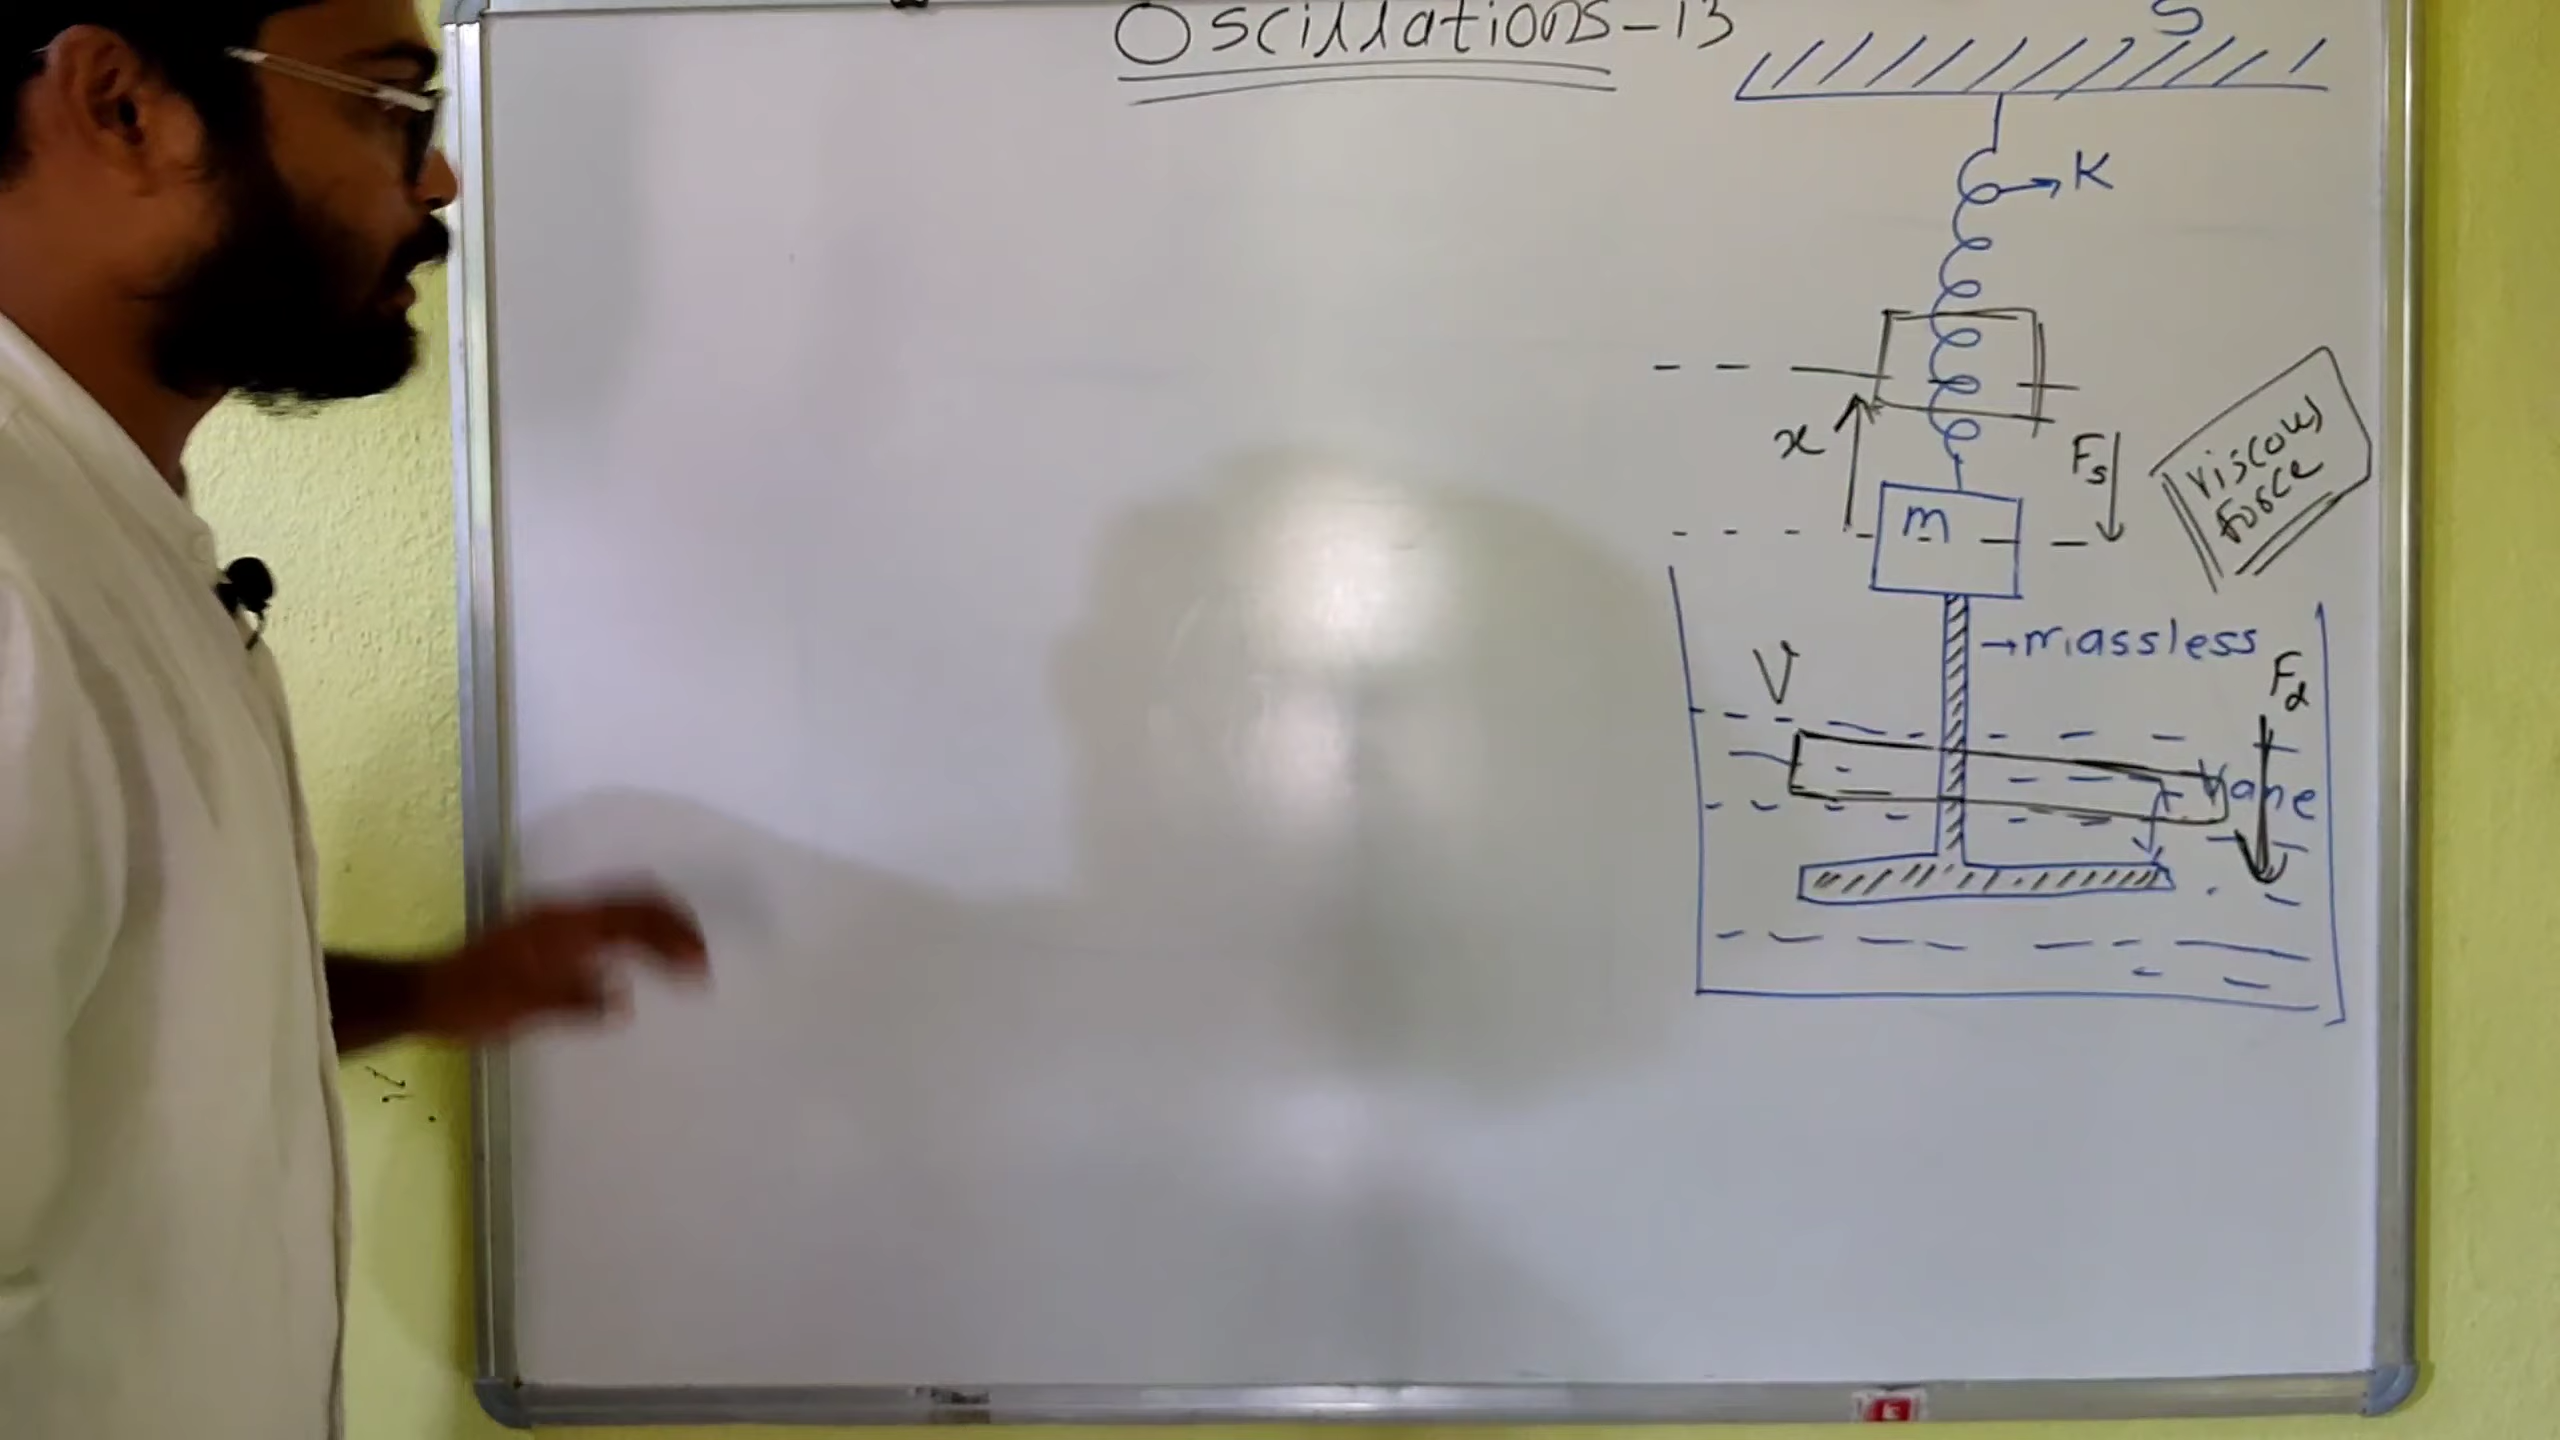 Oscillations-13
S
K
x
Fs
viscous
force
m
→massless
V
Fd
Vane